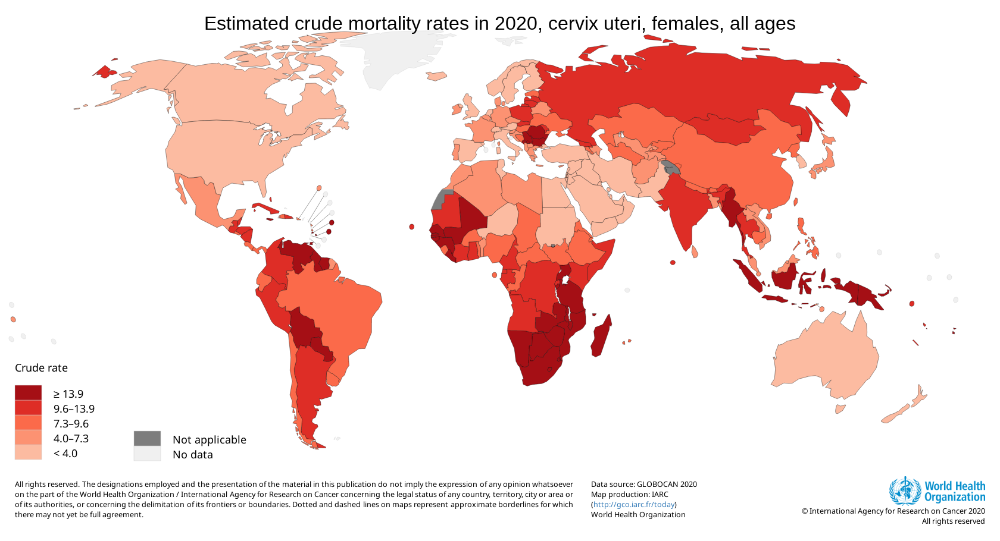 Estimated crude mortality rates in 2020, cervix uteri, females, all ages
Crude rate
≥ 13.9
9.6–13.9
7.3–9.6
4.0–7.3
< 4.0
Not applicable
No data
All rights reserved. The designations employed and the presentation of the material in this publication do not imply the expression of any opinion whatsoever
on the part of the World Health Organization / International Agency for Research on Cancer concerning the legal status of any country, territory, city or area or
of its authorities, or concerning the delimitation of its frontiers or boundaries. Dotted and dashed lines on maps represent approximate borderlines for which
there may not yet be full agreement.
Data source: GLOBOCAN 2020
Map production: IARC
(http://gco.iarc.fr/today)
World Health Organization
World Health
Organization
© International Agency for Research on Cancer 2020
All rights reserved